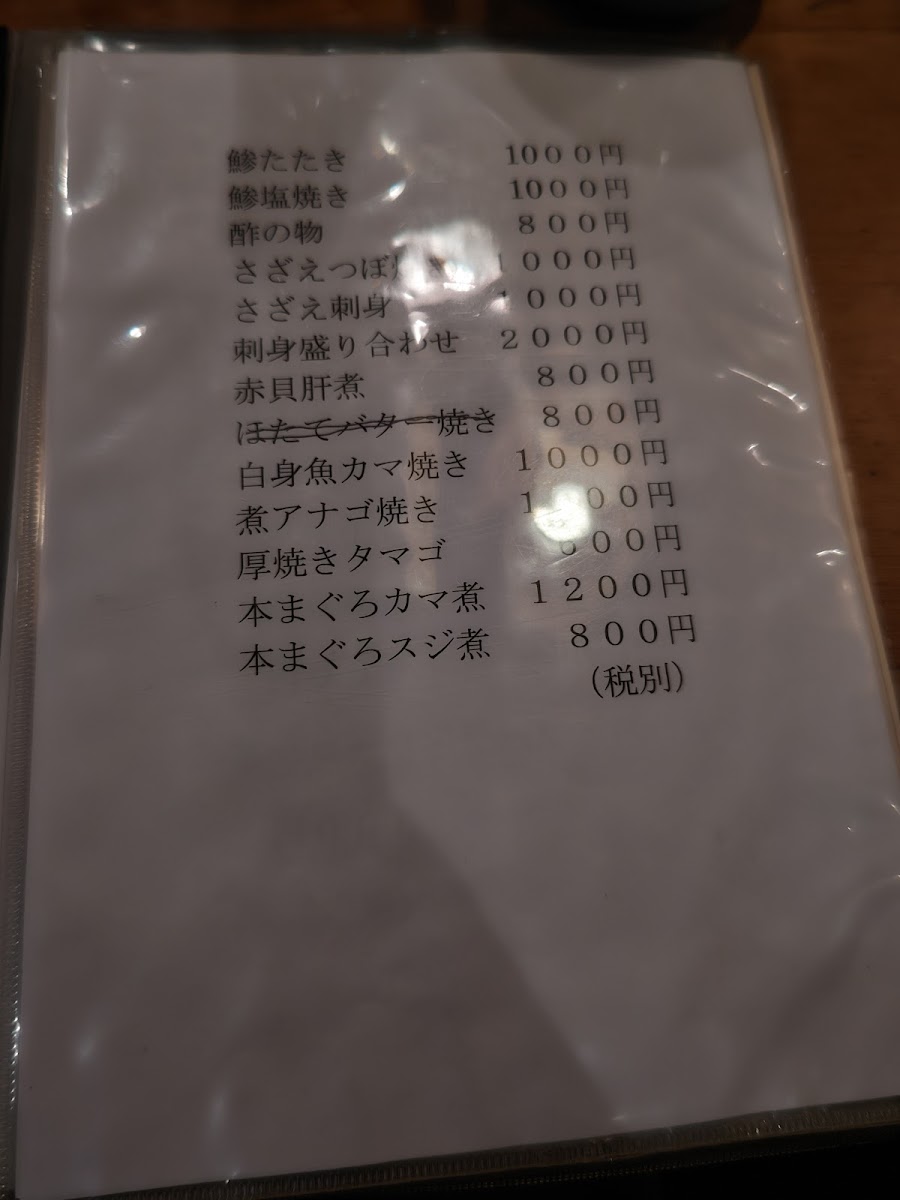 鯵たたき 1000円
鯵塩焼き 1000円
酢の物 800円
さざえつぼ 1000円
さざえ刺身 1000円
刺身盛り合わせ 2000円
赤貝肝煮 800円
ほたてバター焼き 800円
白身魚カマ焼き 1000円
煮アナゴ焼き
厚焼きタマゴ
本まぐろカマ煮 1200円
本まぐろスジ煮 800円
(税別)